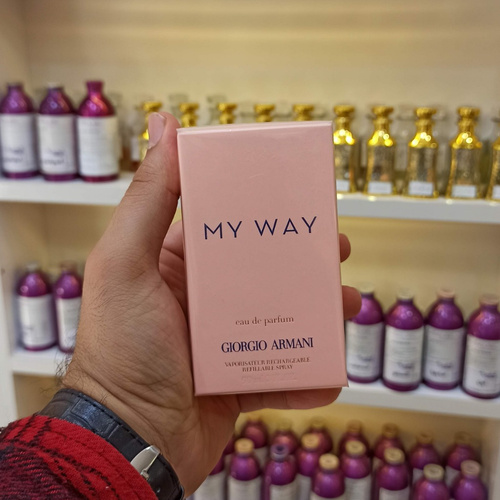 MY WAY
eau de parfum
GIORGIO ARMANI
VAPORISATEUR RECHARGEABLE
REFILLABLE SPRAY